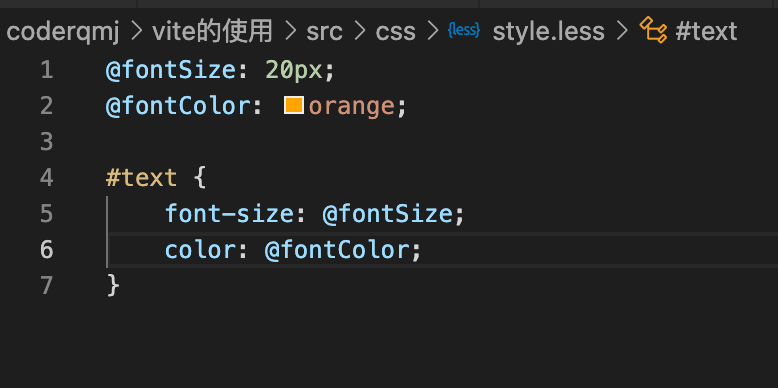 coderqmj > vite的使用 > src > css > {less} style.less > #text
1 @fontSize: 20px;
2 @fontColor: orange;
3
4 #text {
5     font-size: @fontSize;
6     color: @fontColor;
7 }